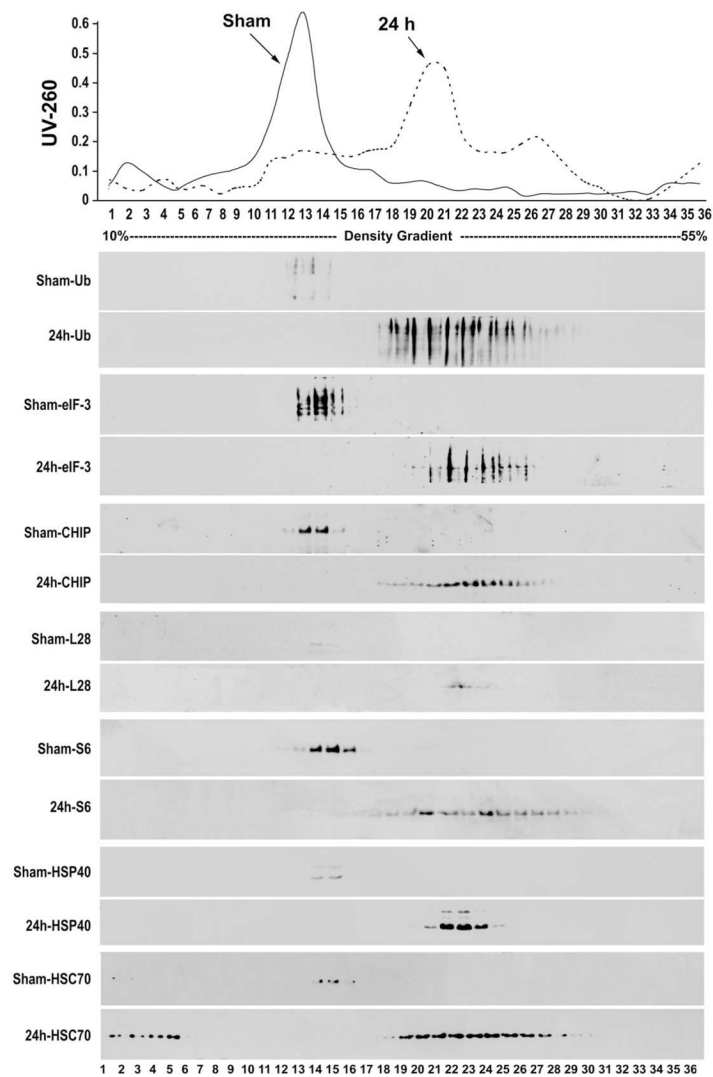 Sham
24 h
UV-260
0.6
0.5
0.4
0.3
0.2
0.1
0
1 2 3 4 5 6 7 8 9 10 11 12 13 14 15 16 17 18 19 20 21 22 23 24 25 26 27 28 29 30 31 32 33 35 36
10%----------------------------------- Density Gradient -----------------------------------55%
Sham-Ub
24h-Ub
Sham-eIF-3
24h-eIF-3
Sham-CHIP
24h-CHIP
Sham-L28
24h-L28
Sham-S6
24h-S6
Sham-HSP40
24h-HSP40
Sham-HSC70
24h-HSC70
1 2 3 4 5 6 7 8 9 10 11 12 13 14 15 16 17 18 19 20 21 22 23 24 25 26 27 28 29 30 31 32 33 34 35 36